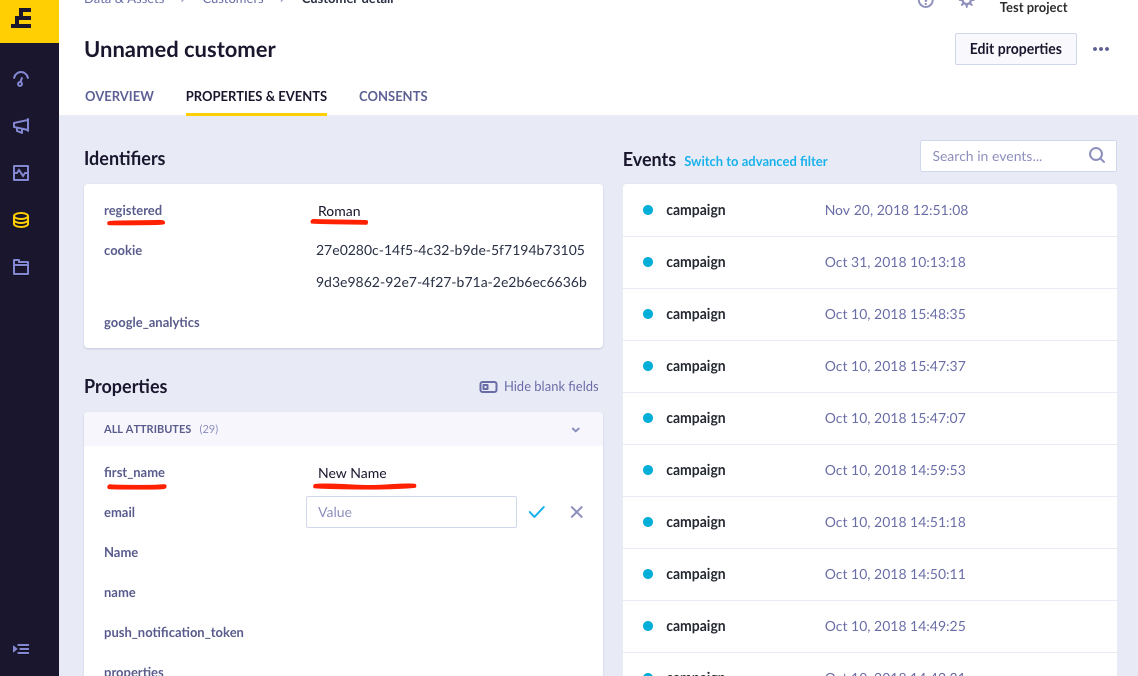 Data & Assets > Customers > Customer detail
Test project
Unnamed customer
Edit properties
OVERVIEW PROPERTIES & EVENTS CONSENTS
Identifiers
registered Roman
cookie 27e0280c-14f5-4c32-b9de-5f7194b73105
9d3e9862-92e7-4f27-b71a-2e2b6ec6636b
google_analytics
Properties Hide blank fields
ALL ATTRIBUTES (29)
first_name New Name
email Value
Name
name
push_notification_token
properties
Events Switch to advanced filter Search in events...
campaign Nov 20, 2018 12:51:08
campaign Oct 31, 2018 10:13:18
campaign Oct 10, 2018 15:48:35
campaign Oct 10, 2018 15:47:37
campaign Oct 10, 2018 15:47:07
campaign Oct 10, 2018 14:59:53
campaign Oct 10, 2018 14:51:18
campaign Oct 10, 2018 14:50:11
campaign Oct 10, 2018 14:49:25
campaign Oct 10, 2018